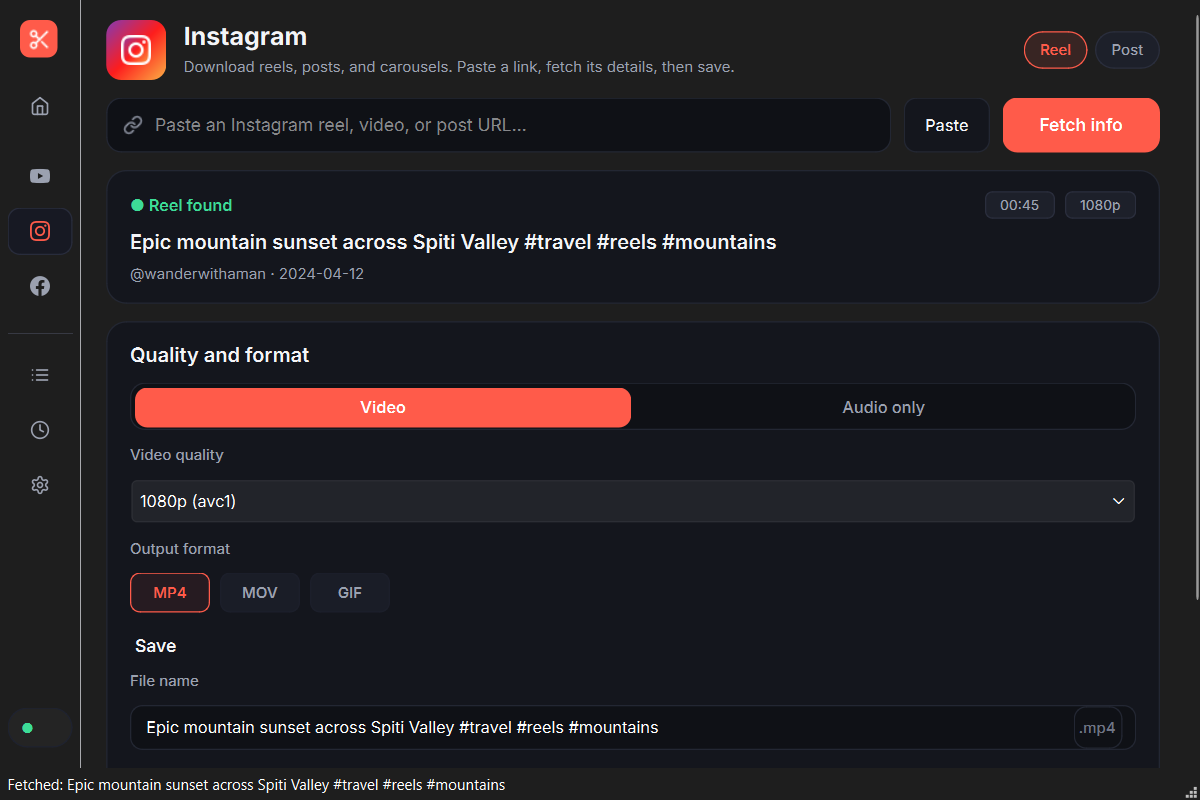 Instagram
Download reels, posts, and carousels. Paste a link, fetch its details, then save.
Reel
Post
Paste an Instagram reel, video, or post URL...
Paste
Fetch info
Reel found
00:45
1080p
Epic mountain sunset across Spiti Valley #travel #reels #mountains
@wanderwithaman · 2024-04-12
Quality and format
Video
Audio only
Video quality
1080p (avc1)
Output format
MP4
MOV
GIF
Save
File name
Epic mountain sunset across Spiti Valley #travel #reels #mountains
.mp4
Fetched: Epic mountain sunset across Spiti Valley #travel #reels #mountains